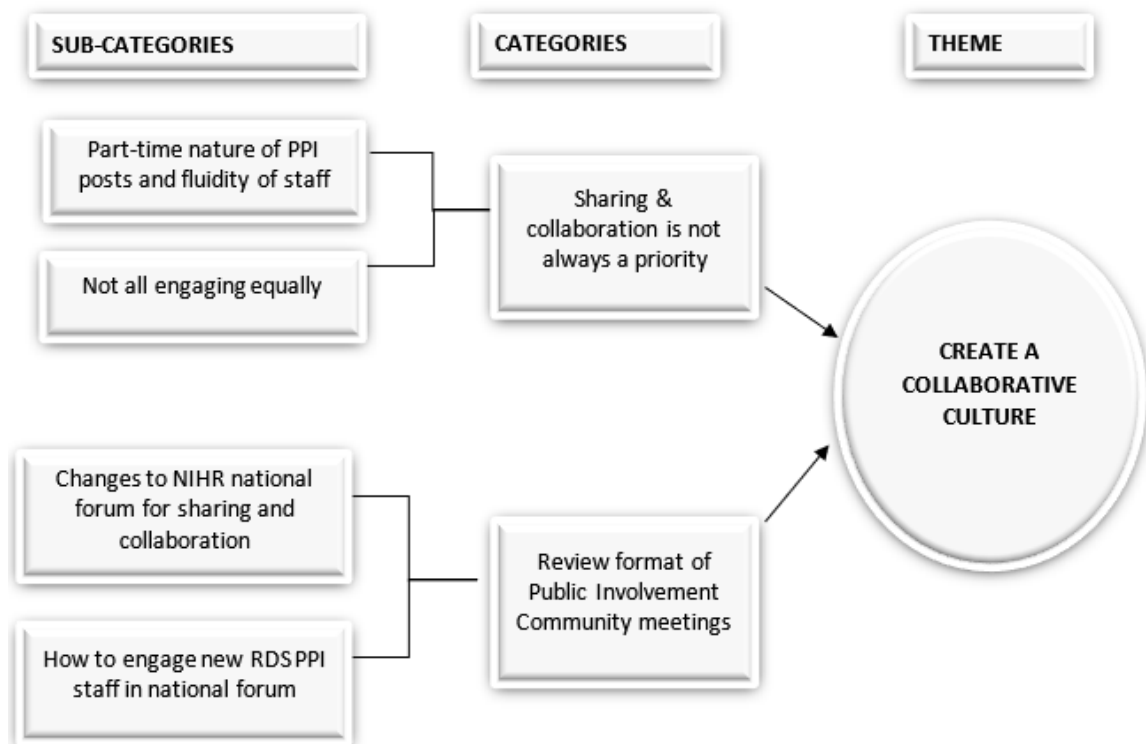 SUB-CATEGORIES
CATEGORIES
THEME
Part-time nature of PPI
posts and fluidity of staff
Not all engaging equally
Sharing &
collaboration is not
always a priority
CREATE A
COLLABORATIVE
CULTURE
Changes to NIHR national
forum for sharing and
collaboration
How to engage new RDS PPI
staff in national forum
Review format of
Public Involvement
Community meetings